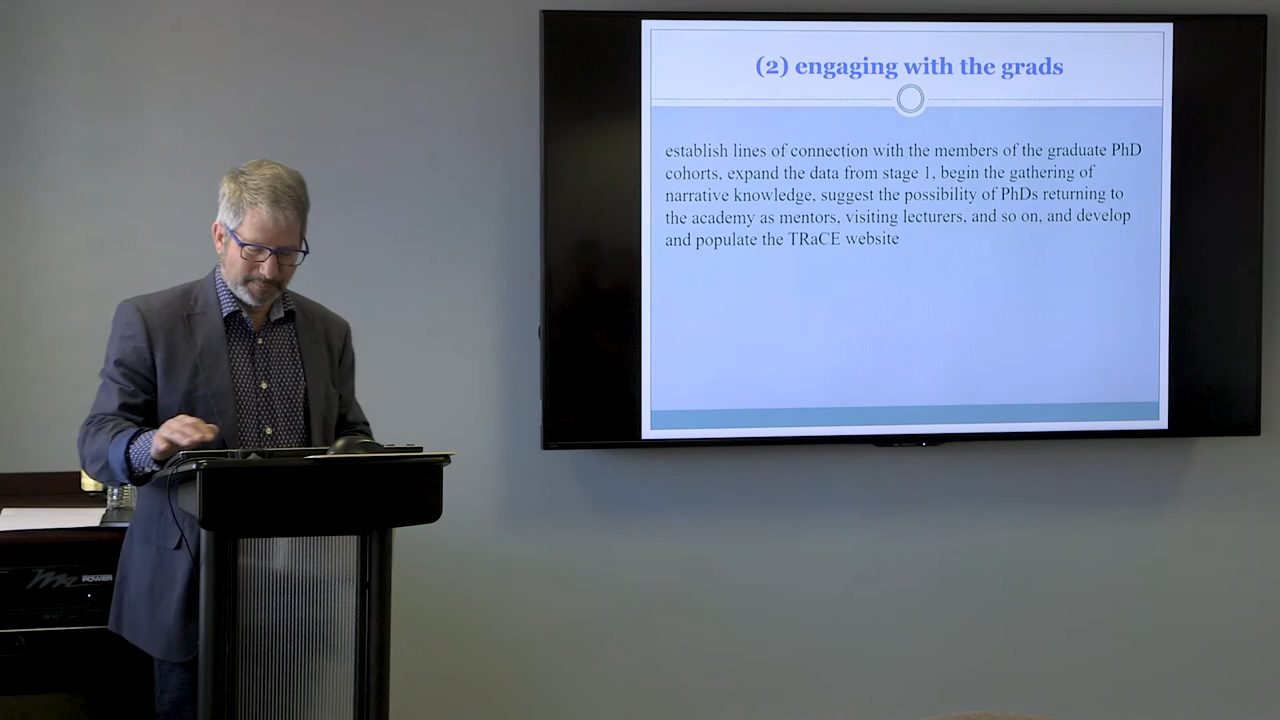 (2) engaging with the grads
establish lines of connection with the members of the graduate PhD
cohorts, expand the data from stage 1, begin the gathering of
narrative knowledge, suggest the possibility of PhDs returning to
the academy as mentors, visiting lecturers, and so on, and develop
and populate the TRaCE website
POWER